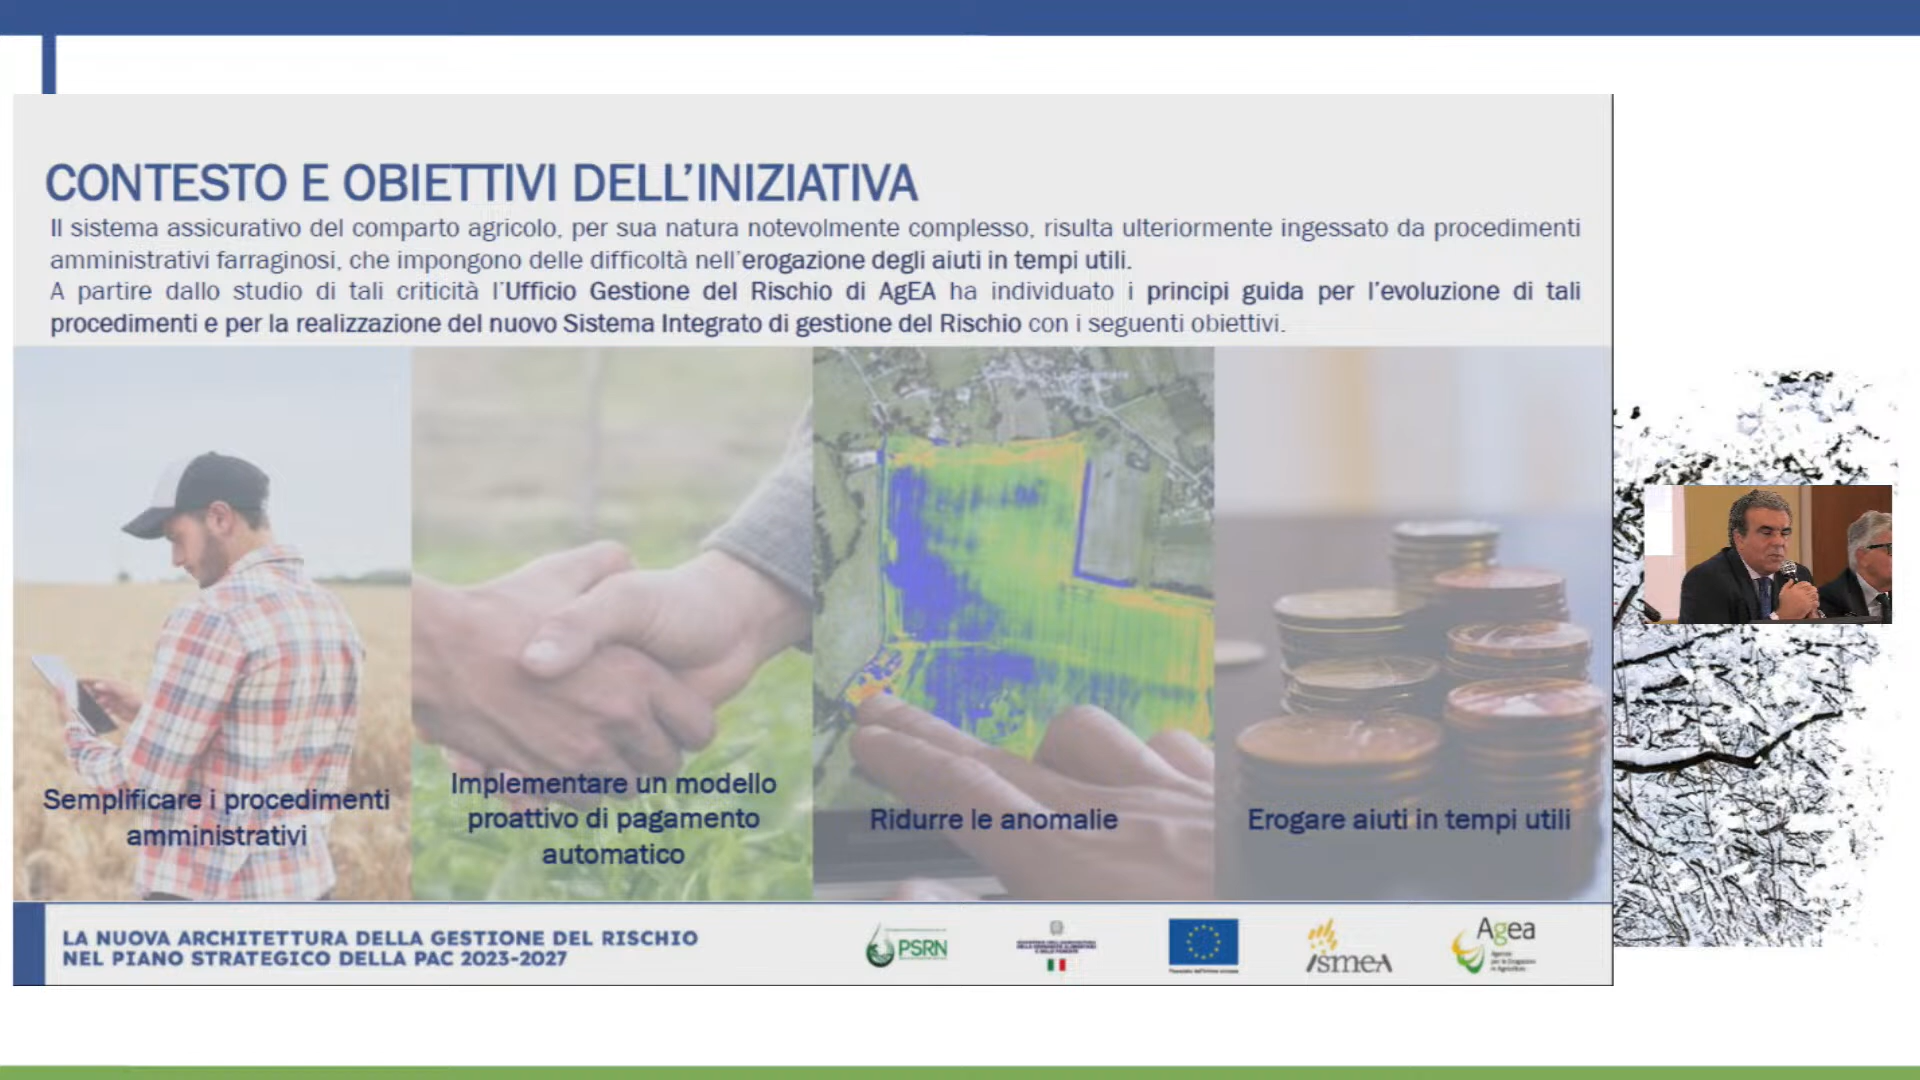 CONTESTO E OBIETTIVI DELL'INIZIATIVA
Il sistema assicurativo del comparto agricolo, per sua natura notevolmente complesso, risulta ulteriormente ingessato da procedimenti
amministrativi farraginosi, che impongono delle difficoltà nell'erogazione degli aiuti in tempi utili.
A partire dallo studio di tali criticità l'Ufficio Gestione del Rischio di AgEA ha individuato i principi guida per l'evoluzione di tali
procedimenti e per la realizzazione del nuovo Sistema Integrato di gestione del Rischio con i seguenti obiettivi.
Semplificare i procedimenti
amministrativi
Implementare un modello
proattivo di pagamento
automatico
Ridurre le anomalie
Erogare aiuti in tempi utili
LA NUOVA ARCHITETTURA DELLA GESTIONE DEL RISCHIO
NEL PIANO STRATEGICO DELLA PAC 2023-2027
PSRN
ismeA
Agea